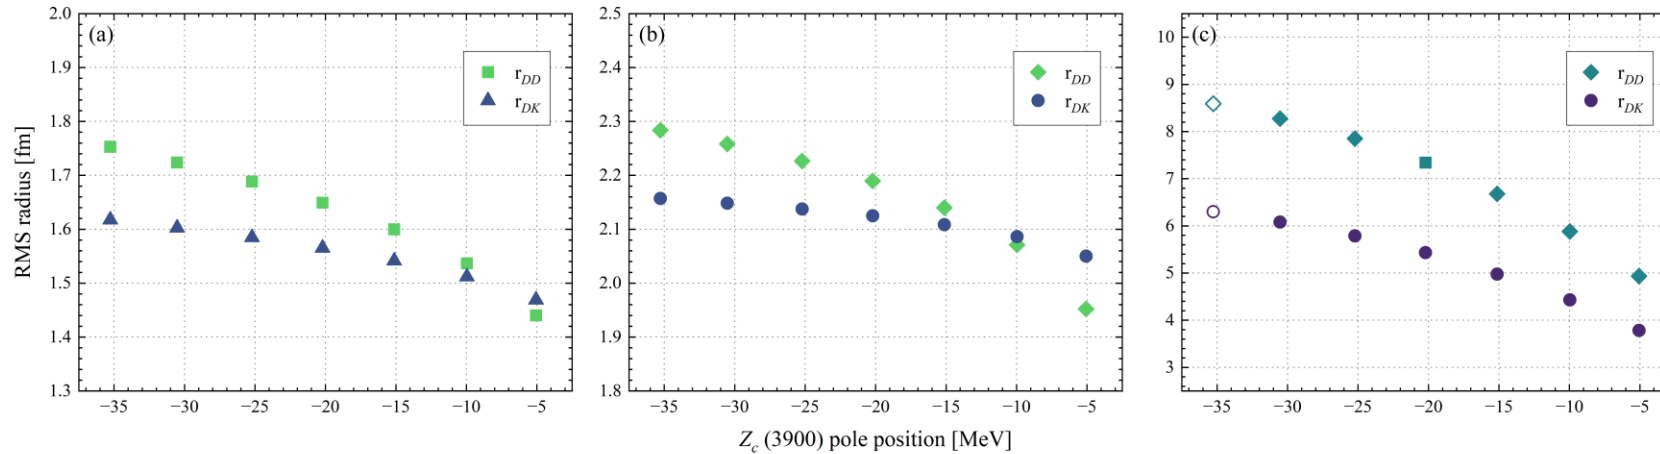 RMS radius [fm]
(a)
2.0
1.9
1.8
1.7
1.6
1.5
1.4
1.3
r_DD
r_DK
−35 −30 −25 −20 −15 −10 −5
(b)
2.5
2.4
2.3
2.2
2.1
2.0
1.9
1.8
r_DD
r_DK
−35 −30 −25 −20 −15 −10 −5
(c)
10
9
8
7
6
5
4
3
r_DD
r_DK
−35 −30 −25 −20 −15 −10 −5
Z_c (3900) pole position [MeV]